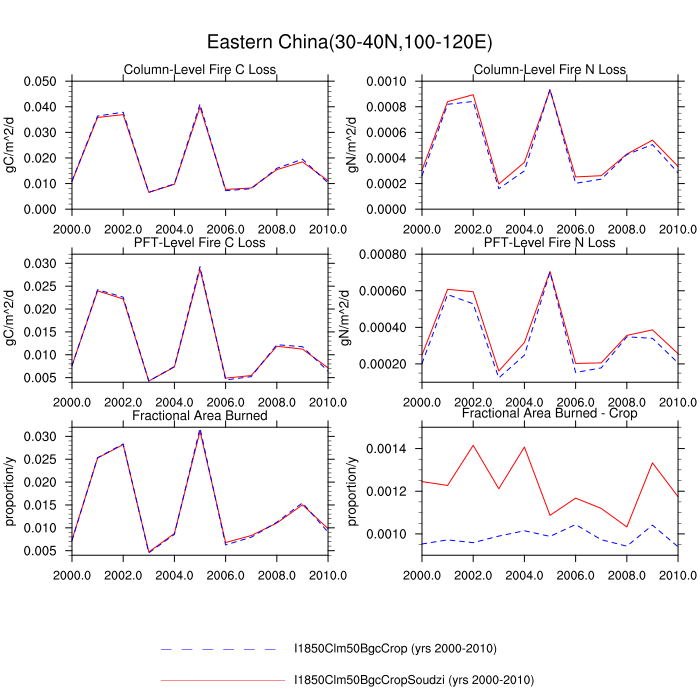 Eastern China(30-40N,100-120E)
Column-Level Fire C Loss
gC/m^2/d
0.050
0.040
0.030
0.020
0.010
0.000
2000.0 2002.0 2004.0 2006.0 2008.0 2010.0
Column-Level Fire N Loss
gN/m^2/d
0.0010
0.0008
0.0006
0.0004
0.0002
0.0000
2000.0 2002.0 2004.0 2006.0 2008.0 2010.0
PFT-Level Fire C Loss
gC/m^2/d
0.030
0.025
0.020
0.015
0.010
0.005
2000.0 2002.0 2004.0 2006.0 2008.0 2010.0
PFT-Level Fire N Loss
gN/m^2/d
0.00080
0.00060
0.00040
0.00020
2000.0 2002.0 2004.0 2006.0 2008.0 2010.0
Fractional Area Burned
proportion/y
0.030
0.025
0.020
0.015
0.010
0.005
2000.0 2002.0 2004.0 2006.0 2008.0 2010.0
Fractional Area Burned - Crop
proportion/y
0.0014
0.0012
0.0010
2000.0 2002.0 2004.0 2006.0 2008.0 2010.0
I1850Clm50BgcCrop (yrs 2000-2010)
I1850Clm50BgcCropSoudzi (yrs 2000-2010)